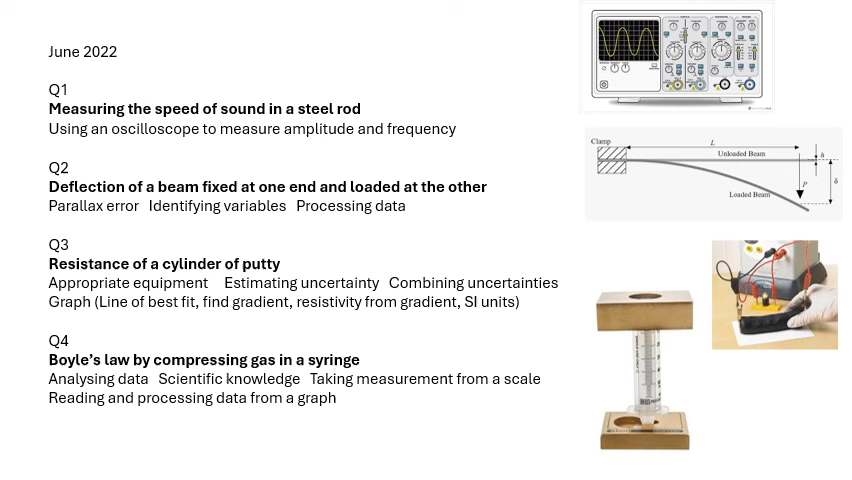 June 2022
Q1
Measuring the speed of sound in a steel rod
Using an oscilloscope to measure amplitude and frequency
Q2
Deflection of a beam fixed at one end and loaded at the other
Parallax error   Identifying variables   Processing data
Q3
Resistance of a cylinder of putty
Appropriate equipment    Estimating uncertainty   Combining uncertainties
Graph (Line of best fit, find gradient, resistivity from gradient, SI units)
Q4
Boyle’s law by compressing gas in a syringe
Analysing data   Scientific knowledge   Taking measurement from a scale
Reading and processing data from a graph
Clamp
L
Unloaded Beam
h
P
δ
Loaded Beam